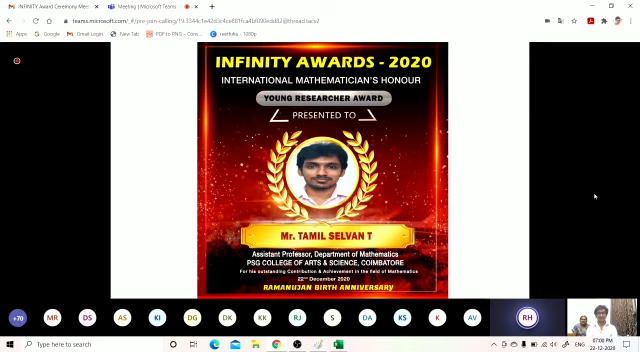 INFINITY Award Ceremony Mee
Meeting | Microsoft Teams
teams.microsoft.com/_#/pre-join-calling/19:3344c1e42d3c4ce881fca4bf090edd82@thread.tacv2
Apps
Google
Gmail Login
New Tab
PDF to PNG – Conv...
reethika - 1080p
INFINITY AWARDS - 2020
INTERNATIONAL MATHEMATICIAN'S HONOUR
YOUNG RESEARCHER AWARD
PRESENTED TO
Mr. TAMIL SELVAN T
Assistant Professor, Department of Mathematics
PSG COLLEGE OF ARTS & SCIENCE, COIMBATORE
For his outstanding Contribution & Achievement in the field of Mathematics
22nd December 2020
RAMANUJAN BIRTH ANNIVERSARY
+70 MR DS AS KI DG DK KK RJ S DA KS K AV RH
Type here to search
ENG
07:00 PM
22-12-2020